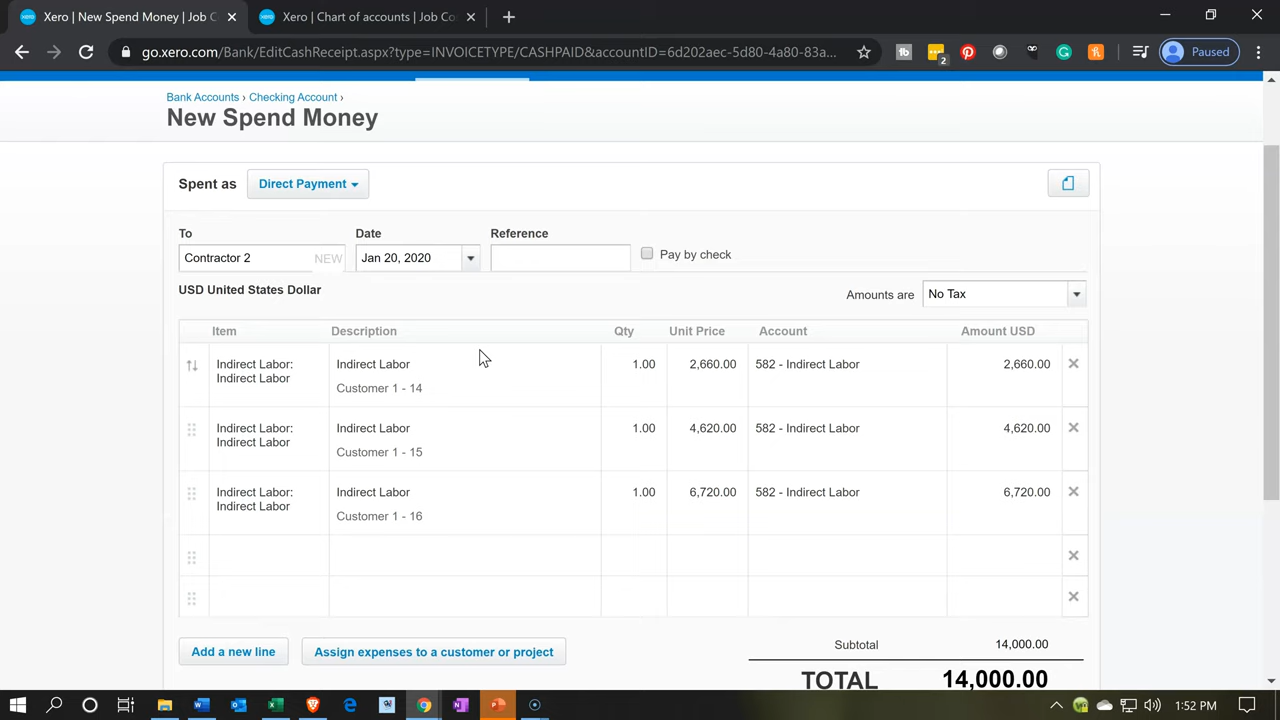 Xero | New Spend Money | Job C
Xero | Chart of accounts | Job Co
go.xero.com/Bank/EditCashReceipt.aspx?type=INVOICETYPE/CASHPAID&accountID=6d202aec-5d80-4a80-83a...
tb
2
Paused
Bank Accounts › Checking Account ›
New Spend Money
Spent as Direct Payment
To Date Reference
Contractor 2 NEW Jan 20, 2020 Pay by check
USD United States Dollar
Amounts are No Tax
Item Description Qty Unit Price Account Amount USD
Indirect Labor: Indirect Labor 1.00 2,660.00 582 - Indirect Labor 2,660.00
Indirect Labor Customer 1 - 14
Indirect Labor: Indirect Labor 1.00 4,620.00 582 - Indirect Labor 4,620.00
Indirect Labor Customer 1 - 15
Indirect Labor: Indirect Labor 1.00 6,720.00 582 - Indirect Labor 6,720.00
Indirect Labor Customer 1 - 16
Add a new line Assign expenses to a customer or project Subtotal 14,000.00
TOTAL 14,000.00
1:52 PM